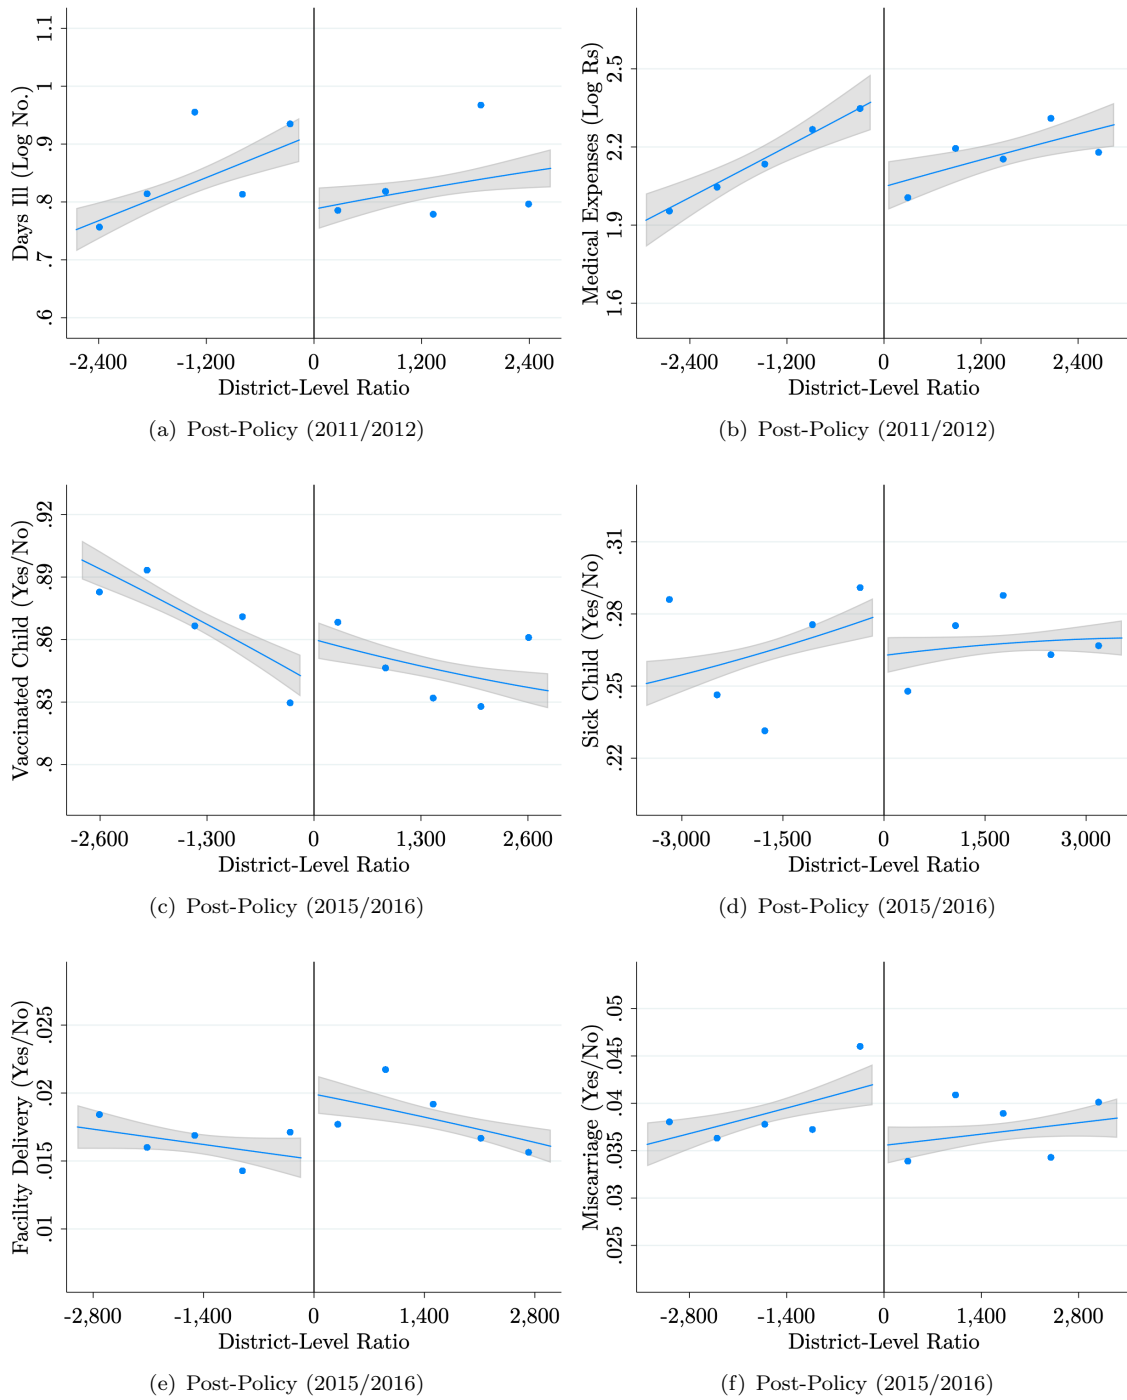 Days Ill (Log No.)
1.1
1
.9
.8
.7
.6
-2,400 -1,200 0 1,200 2,400
District-Level Ratio
(a) Post-Policy (2011/2012)
Medical Expenses (Log Rs)
2.5
2.2
1.9
1.6
-2,400 -1,200 0 1,200 2,400
District-Level Ratio
(b) Post-Policy (2011/2012)
Vaccinated Child (Yes/No)
.92
.89
.86
.83
.8
-2,600 -1,300 0 1,300 2,600
District-Level Ratio
(c) Post-Policy (2015/2016)
Sick Child (Yes/No)
.31
.28
.25
.22
-3,000 -1,500 0 1,500 3,000
District-Level Ratio
(d) Post-Policy (2015/2016)
Facility Delivery (Yes/No)
.025
.02
.015
.01
-2,800 -1,400 0 1,400 2,800
District-Level Ratio
(e) Post-Policy (2015/2016)
Miscarriage (Yes/No)
.05
.045
.04
.035
.03
.025
-2,800 -1,400 0 1,400 2,800
District-Level Ratio
(f) Post-Policy (2015/2016)